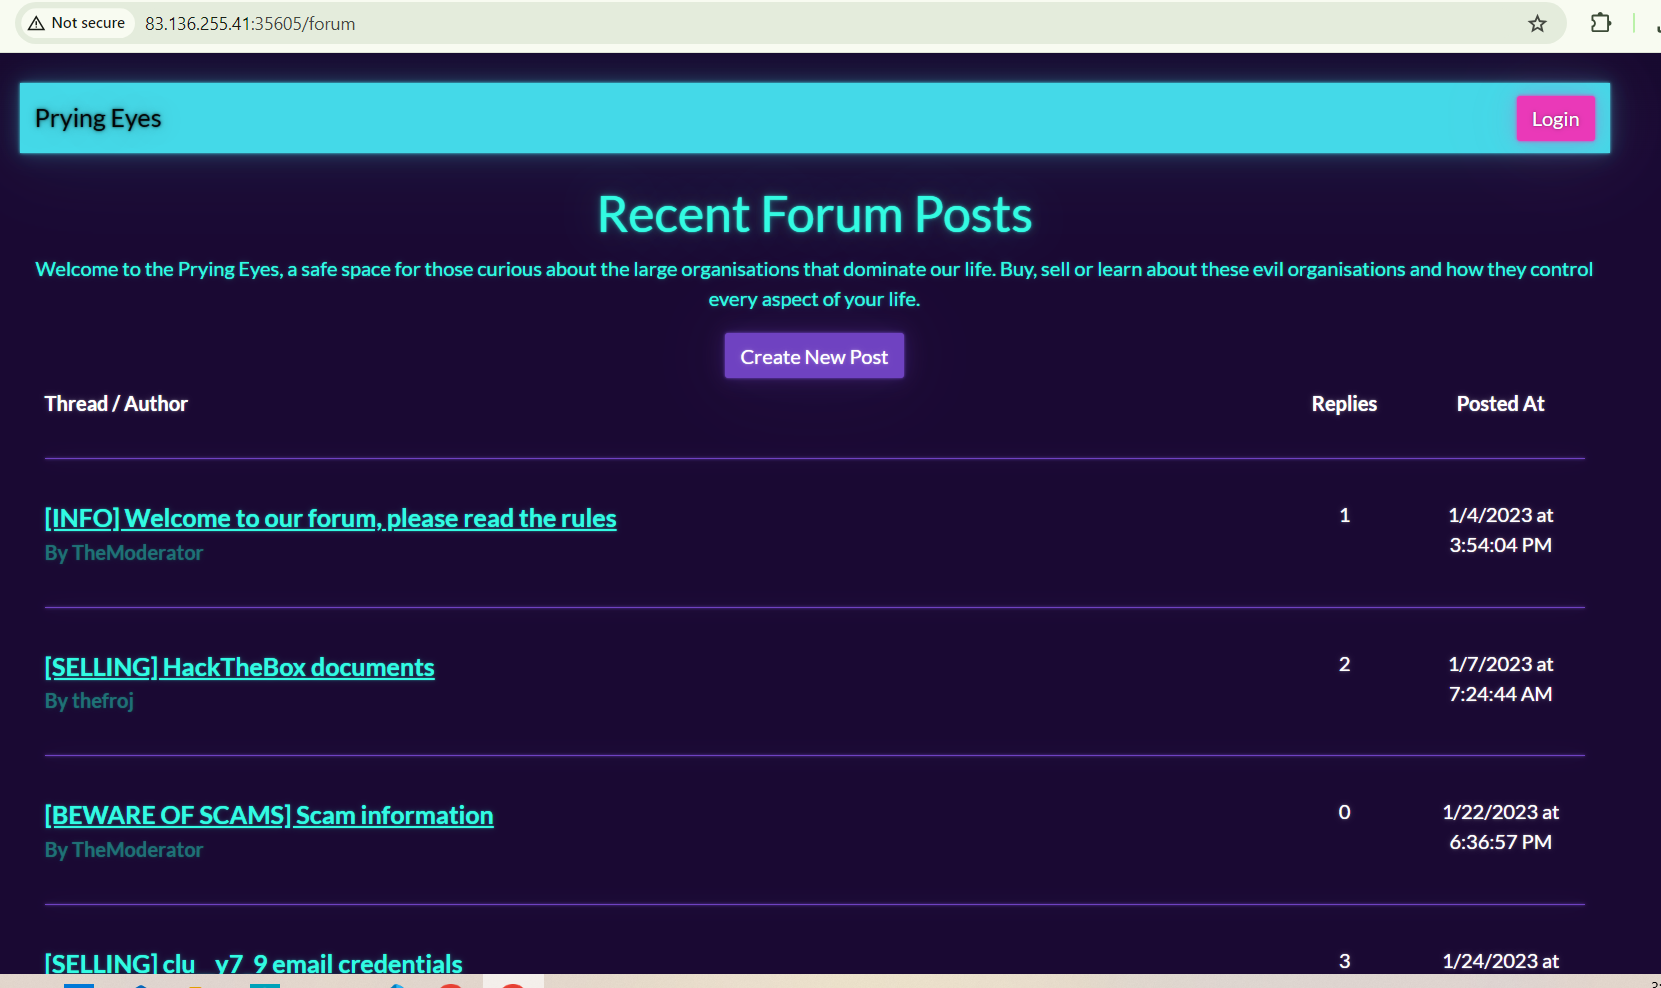 Not secure 83.136.255.41:35605/forum
Prying Eyes
Login
Recent Forum Posts
Welcome to the Prying Eyes, a safe space for those curious about the large organisations that dominate our life. Buy, sell or learn about these evil organisations and how they control
every aspect of your life.
Create New Post
Thread / Author Replies Posted At
[INFO] Welcome to our forum, please read the rules 1 1/4/2023 at
By TheModerator 3:54:04 PM
[SELLING] HackTheBox documents 2 1/7/2023 at
By thefroj 7:24:44 AM
[BEWARE OF SCAMS] Scam information 0 1/22/2023 at
By TheModerator 6:36:57 PM
[SELLING] clu__y7_9 email credentials 3 1/24/2023 at